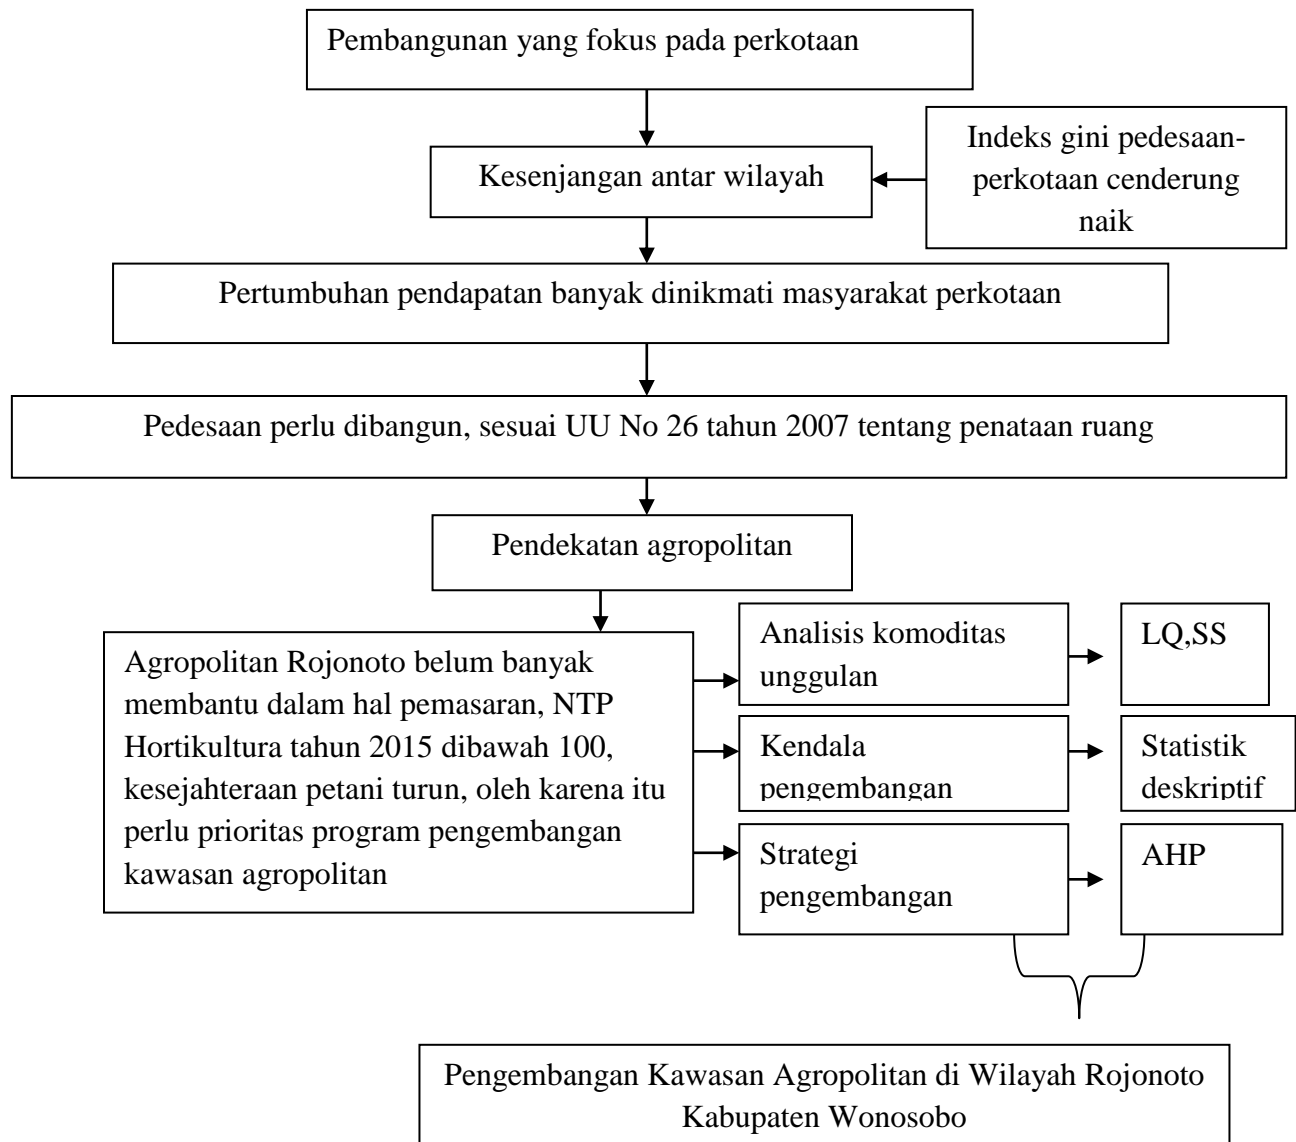 Pembangunan yang fokus pada perkotaan
Indeks gini pedesaan-
perkotaan cenderung
naik
Kesenjangan antar wilayah
Pertumbuhan pendapatan banyak dinikmati masyarakat perkotaan
Pedesaan perlu dibangun, sesuai UU No 26 tahun 2007 tentang penataan ruang
Pendekatan agropolitan
Agropolitan Rojonoto belum banyak
membantu dalam hal pemasaran, NTP
Hortikultura tahun 2015 dibawah 100,
kesejahteraan petani turun, oleh karena itu
perlu prioritas program pengembangan
kawasan agropolitan
Analisis komoditas
unggulan
LQ,SS
Kendala
pengembangan
Statistik
deskriptif
Strategi
pengembangan
AHP
Pengembangan Kawasan Agropolitan di Wilayah Rojonoto
Kabupaten Wonosobo